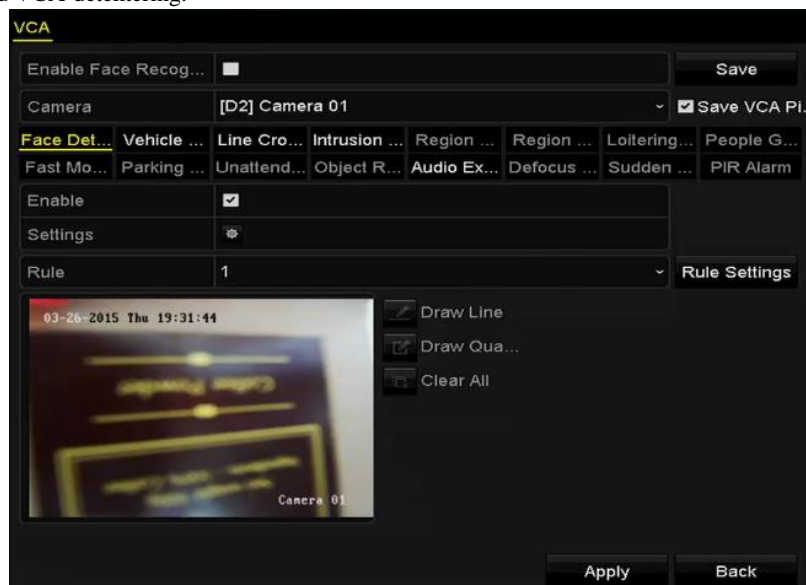 VCA
Enable Face Recog...
Save
Camera [D2] Camera 01
Save VCA Pi.
Face Det... Vehicle ... Line Cro... Intrusion ... Region ... Region ... Loitering... People G...
Fast Mo... Parking ... Unattend... Object R... Audio Ex... Defocus ... Sudden ... PIR Alarm
Enable
Settings
Rule 1
Rule Settings
03-26-2015 Thu 19:31:44
Draw Line
Draw Qua...
Clear All
Camera 01
Apply Back